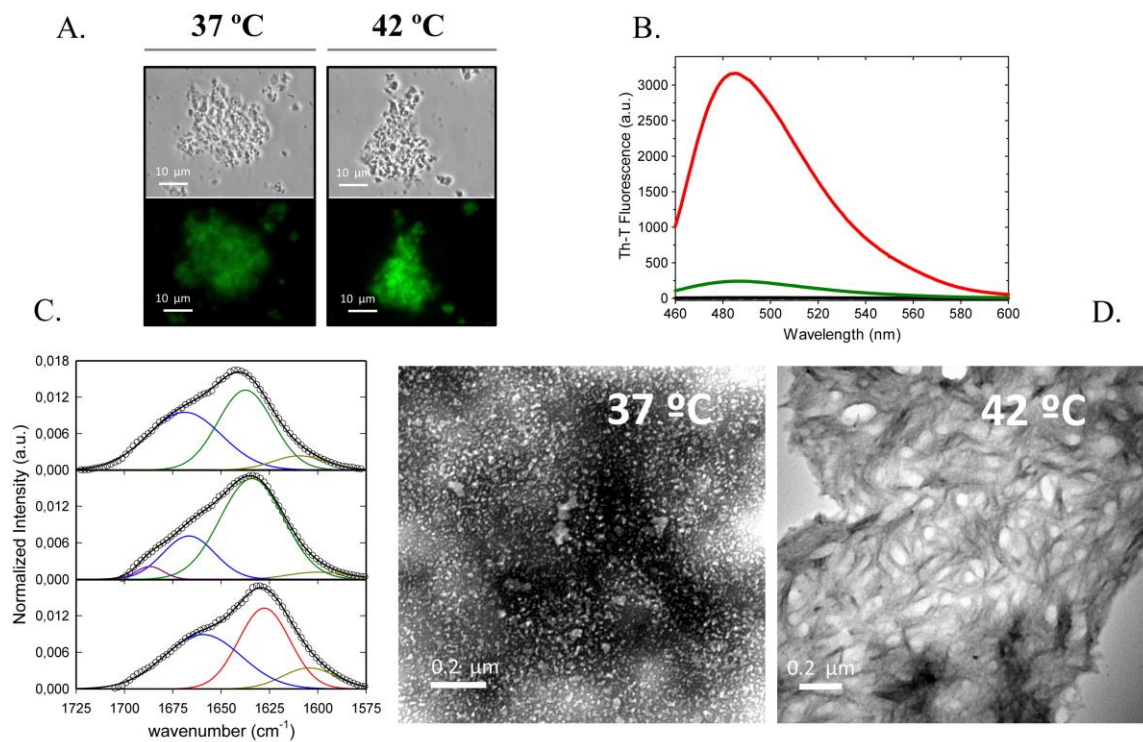 A.
37 ºC
42 ºC
10 µm
10 µm
10 µm
10 µm
B.
Th-T Fluorescence (a.u.)
3000
2500
2000
1500
1000
500
0
460 480 500 520 540 560 580 600
Wavelength (nm)
C.
Normalized Intensity (a.u.)
0,018
0,012
0,006
0,000
0,012
0,006
0,000
0,012
0,006
0,000
1725 1700 1675 1650 1625 1600 1575
wavenumber (cm⁻¹)
D.
37 ºC
0.2 µm
42 ºC
0.2 µm